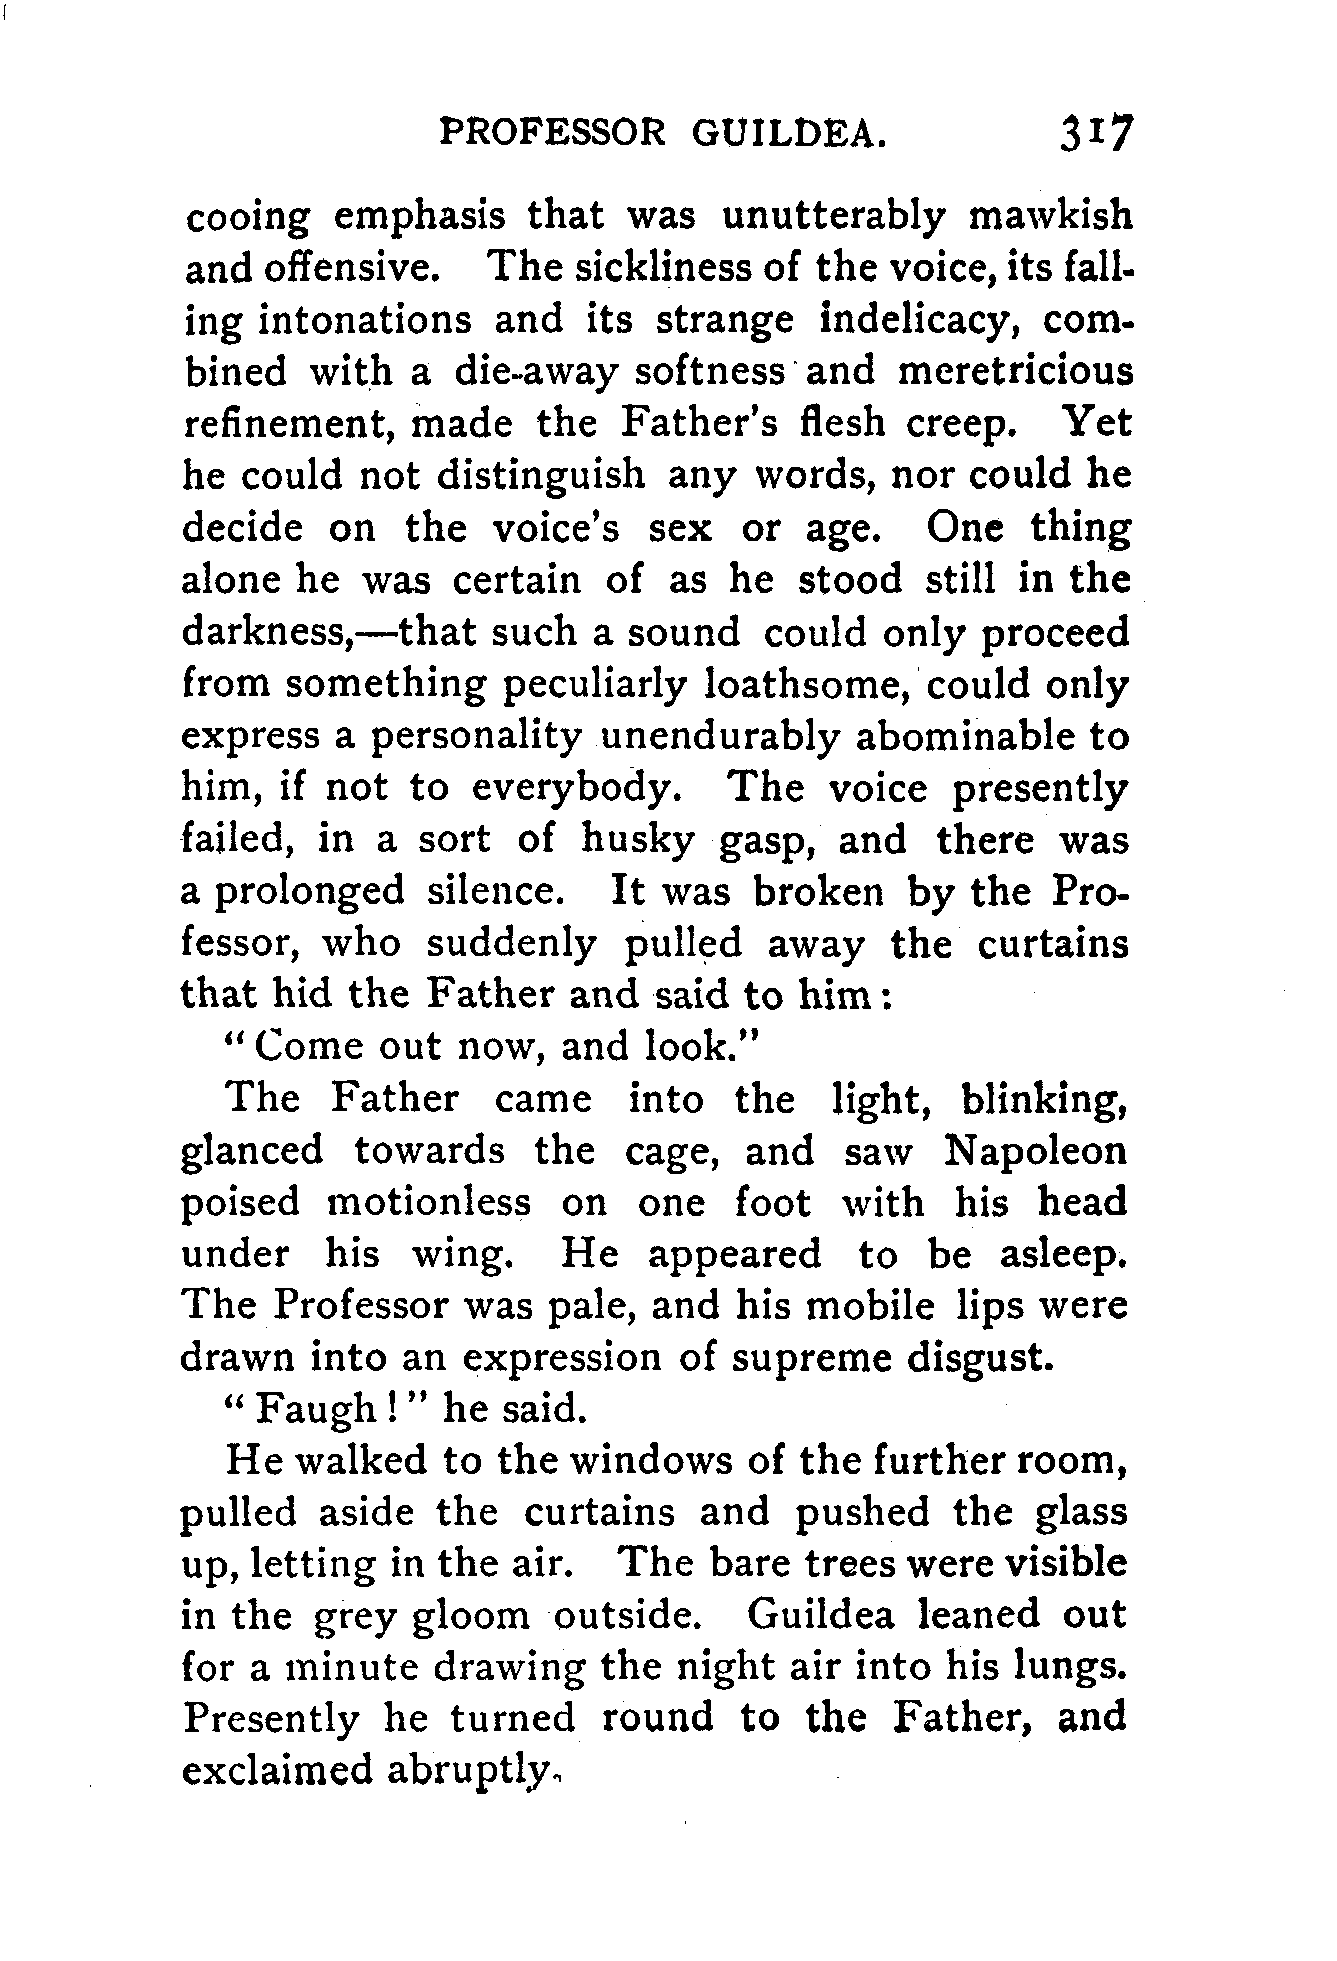 PROFESSOR GUILDEA. 317
cooing emphasis that was unutterably mawkish
and offensive. The sickliness of the voice, its fall-
ing intonations and its strange indelicacy, com-
bined with a die-away softness and meretricious
refinement, made the Father's flesh creep. Yet
he could not distinguish any words, nor could he
decide on the voice's sex or age. One thing
alone he was certain of as he stood still in the
darkness,—that such a sound could only proceed
from something peculiarly loathsome, could only
express a personality unendurably abominable to
him, if not to everybody. The voice presently
failed, in a sort of husky gasp, and there was
a prolonged silence. It was broken by the Pro-
fessor, who suddenly pulled away the curtains
that hid the Father and said to him :
“ Come out now, and look.”
The Father came into the light, blinking,
glanced towards the cage, and saw Napoleon
poised motionless on one foot with his head
under his wing. He appeared to be asleep.
The Professor was pale, and his mobile lips were
drawn into an expression of supreme disgust.
“ Faugh ! ” he said.
He walked to the windows of the further room,
pulled aside the curtains and pushed the glass
up, letting in the air. The bare trees were visible
in the grey gloom outside. Guildea leaned out
for a minute drawing the night air into his lungs.
Presently he turned round to the Father, and
exclaimed abruptly,